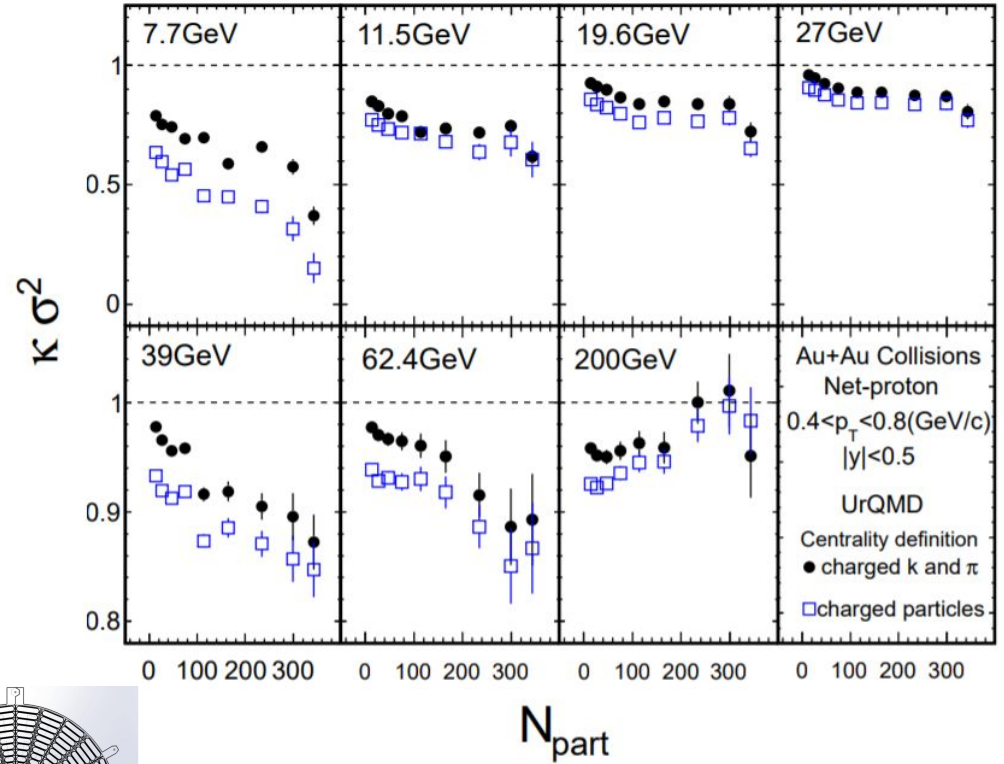 7.7GeV
11.5GeV
19.6GeV
27GeV
1
0.5
0
κ σ²
39GeV
62.4GeV
200GeV
Au+Au Collisions
Net-proton
0.4<p_T<0.8(GeV/c)
|y|<0.5
UrQMD
Centrality definition
charged k and π
charged particles
1
0.9
0.8
0 100 200 300
0 100 200 300
0 100 200 300
0 100 200 300
N_part